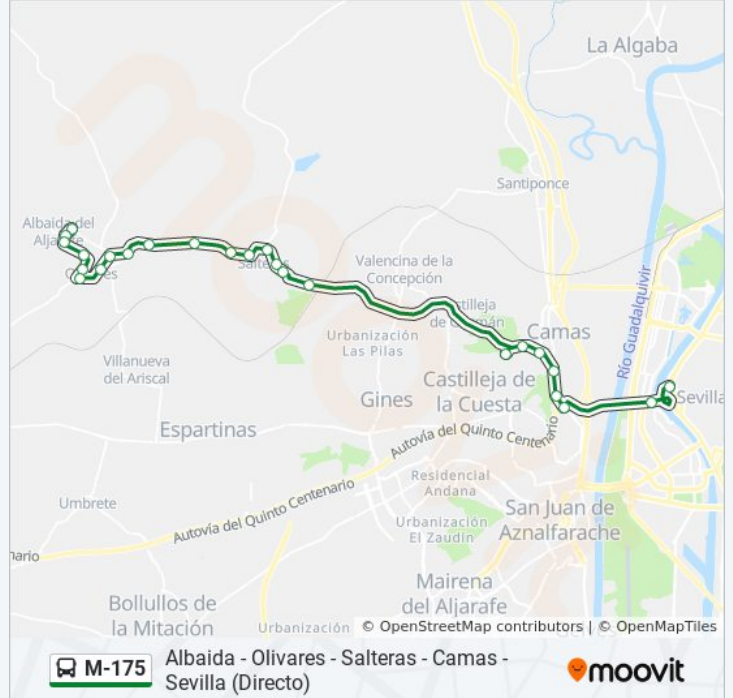 La Algaba
Santiponce
Albaida del
Aljarafe
Olivares
Salteras
Valencina de la
Concepción
Castilleja
de Guzmán
Urbanización
Las Pilas
Camas
Río Guadalquivir
Villanueva
del Ariscal
Castilleja de
la Cuesta
Gines
Sevilla
Espartinas
Autovía del Quinto Centenario
Residencial
Andana
Umbrete
Autovía del Quinto Centenario
Urbanización
El Zaudín
San Juan de
Aznalfarache
nario
Mairena
del Aljarafe
Bollullos de
la Mitación
Urbanización
© OpenStreetMap contributors | © OpenMapTiles
M-175
Albaida - Olivares - Salteras - Camas -
Sevilla (Directo)
moovit